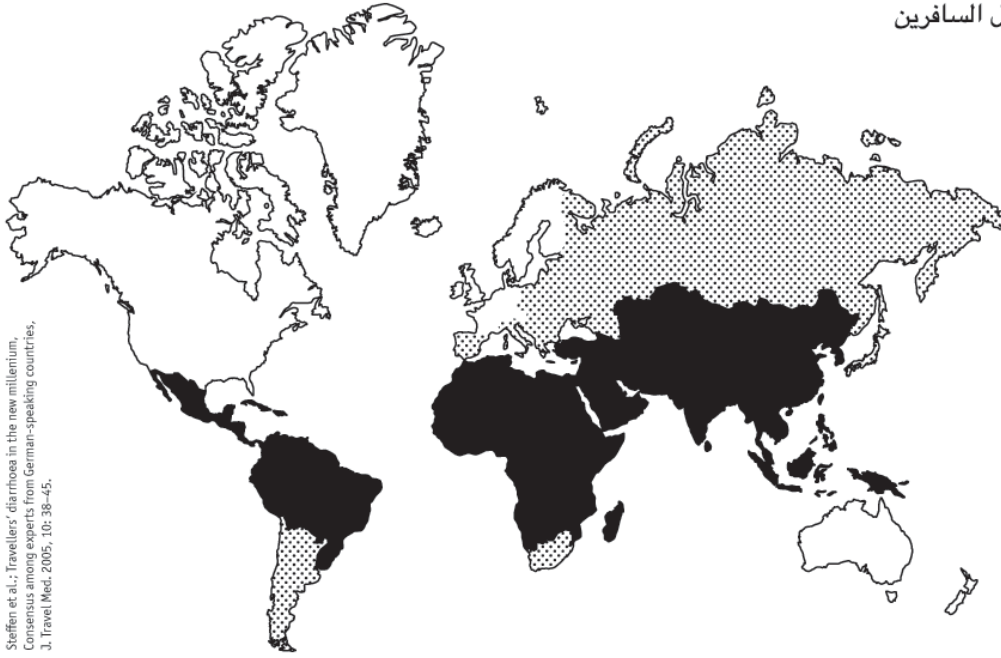 السافرين
Steffen et al.; Travellers' diarrhoea in the new millenium,
Consensus among experts from German-speaking countries,
J. Travel Med. 2005, 10: 38–45.